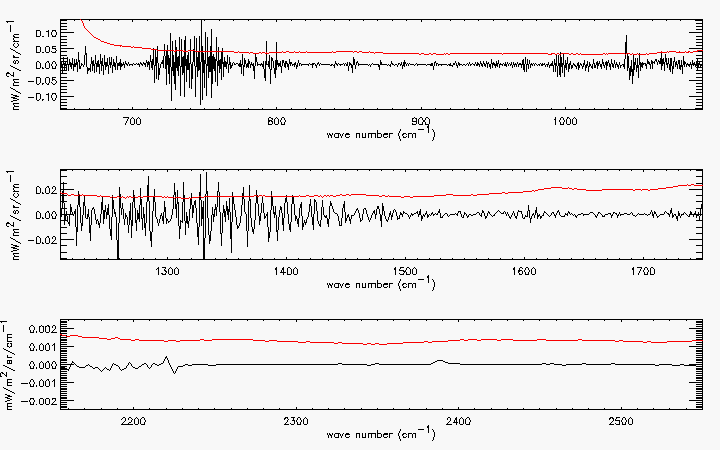 0.10
0.05
0.00
−0.05
−0.10
mW/m²/sr/cm⁻¹
700 800 900 1000
wave number (cm⁻¹)
0.02
0.00
−0.02
mW/m²/sr/cm⁻¹
1300 1400 1500 1600 1700
wave number (cm⁻¹)
0.002
0.001
0.000
−0.001
−0.002
mW/m²/sr/cm⁻¹
2200 2300 2400 2500
wave number (cm⁻¹)